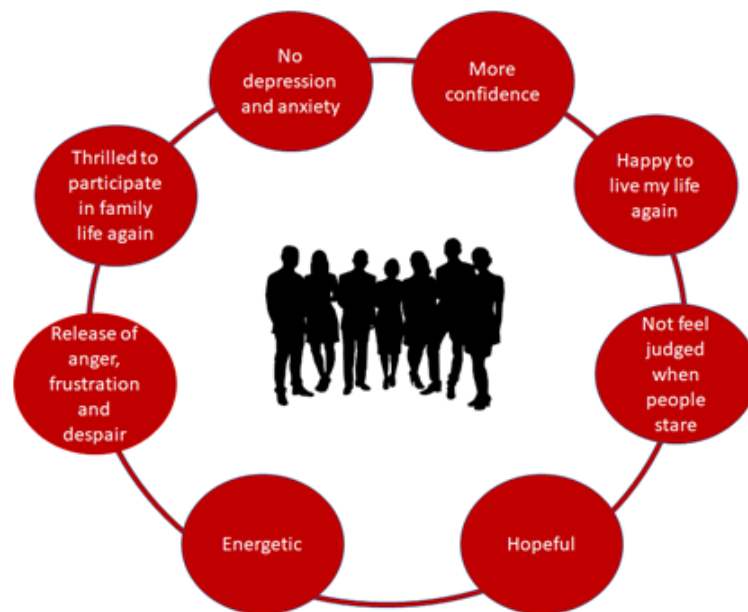 No
depression
and anxiety
More
confidence
Happy to
live my life
again
Not feel
judged
when
people
stare
Hopeful
Energetic
Release of
anger,
frustration
and
despair
Thrilled to
participate
in family
life again